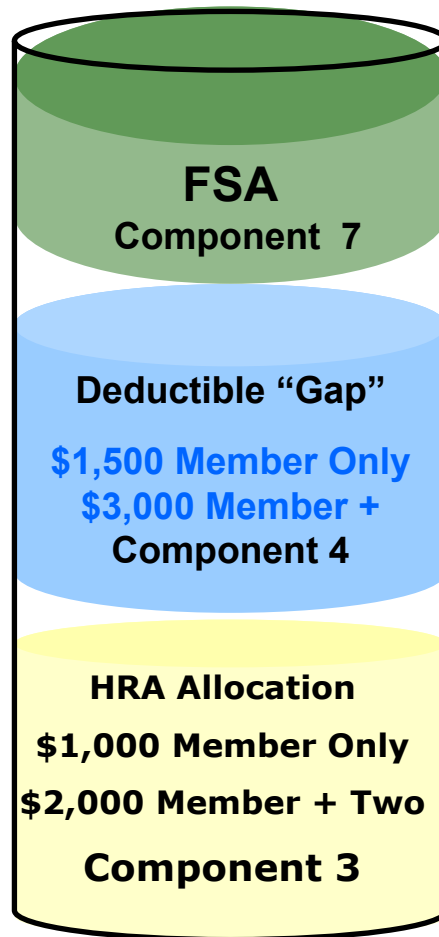 FSA
Component 7
Deductible “Gap”
$1,500 Member Only
$3,000 Member +
Component 4
HRA Allocation
$1,000 Member Only
$2,000 Member + Two
Component 3